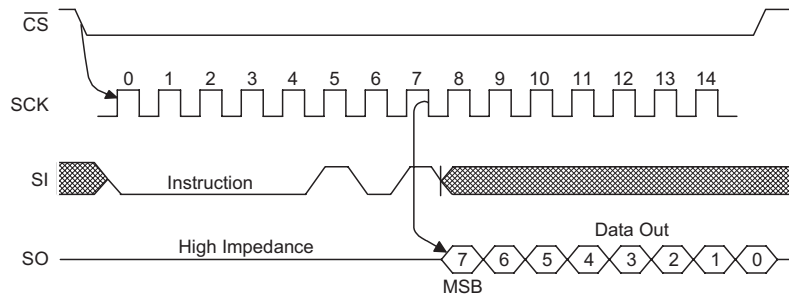 CS
0 1 2 3 4 5 6 7 8 9 10 11 12 13 14
SCK
SI
Instruction
Data Out
High Impedance
SO
7 6 5 4 3 2 1 0
MSB